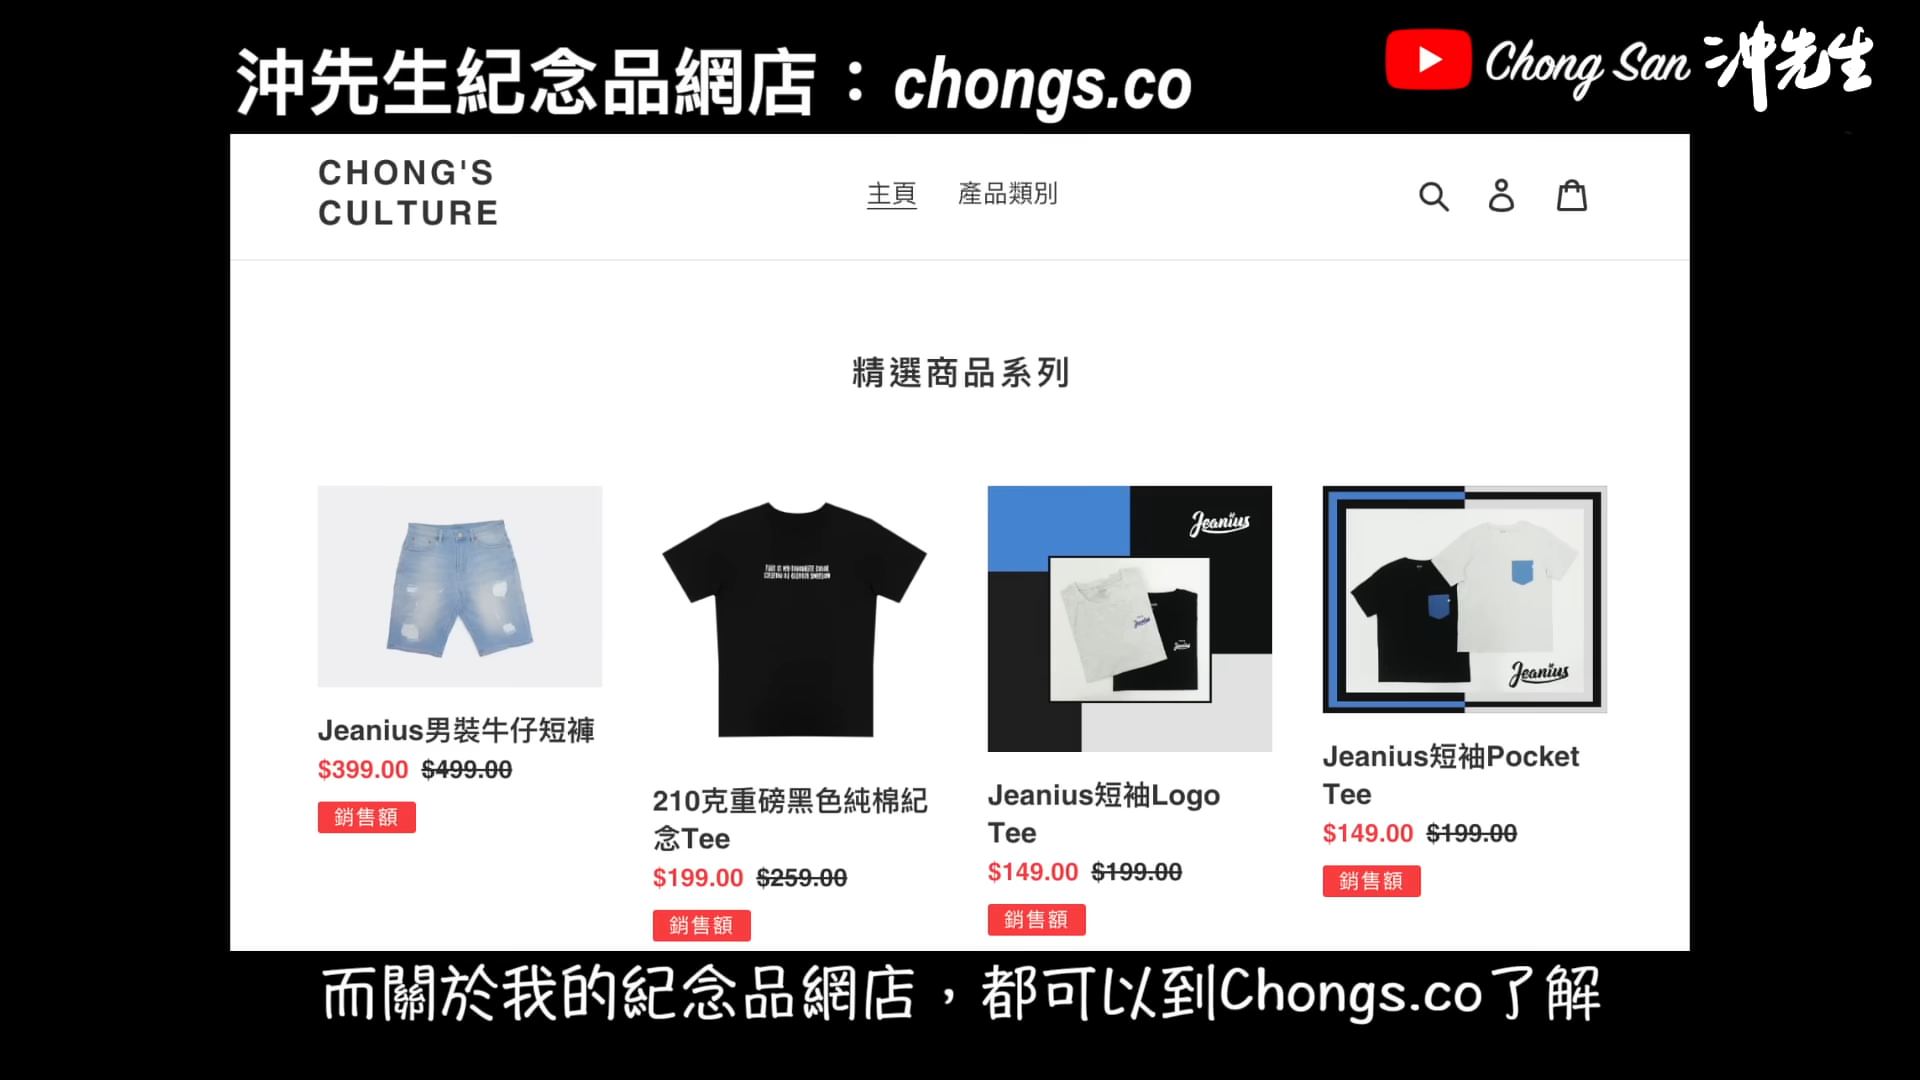 沖先生紀念品網店：chongs.co
Chong San 沖先生
CHONG'S
CULTURE
主頁
產品類別
精選商品系列
Jeanius男裝牛仔短褲
$399.00 $499.00
銷售額
210克重磅黑色純棉紀
念Tee
$199.00 $259.00
銷售額
Jeanius
Jeanius
Jeanius
Jeanius短袖Logo
Tee
$149.00 $199.00
銷售額
Jeanius
Jeanius短袖Pocket
Tee
$149.00 $199.00
銷售額
而關於我的紀念品網店，都可以到Chongs.co了解